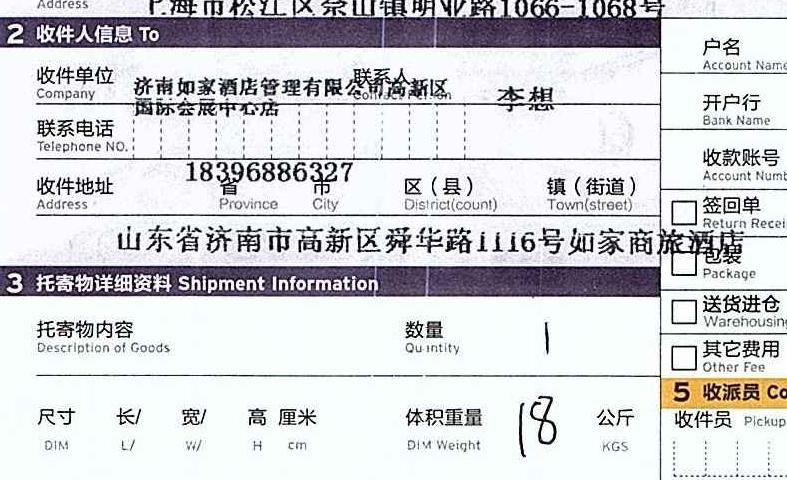 Address
上海市松江区佘山镇明业路1066-1068号
2 收件人信息 To
收件单位 联系人
Company Contact Person
济南如家酒店管理有限公司高新区
国际会展中心店
李想
联系电话
Telephone NO.
18396886327
收件地址 省 市 区（县） 镇（街道）
Address Province City District(count) Town(street)
山东省济南市高新区舜华路1116号如家商旅酒店
3 托寄物详细资料 Shipment Information
托寄物内容 数量 1
Description of Goods Quantity
尺寸 长/ 宽/ 高 厘米 体积重量 18 公斤
DIM L/ W/ H cm DIM Weight KGS
户名
Account Name
开户行
Bank Name
收款账号
Account Numb
签回单
Return Recei
包装
Package
送货进仓
Warehousing
其它费用
Other Fee
5 收派员 Co
收件员 Pickup